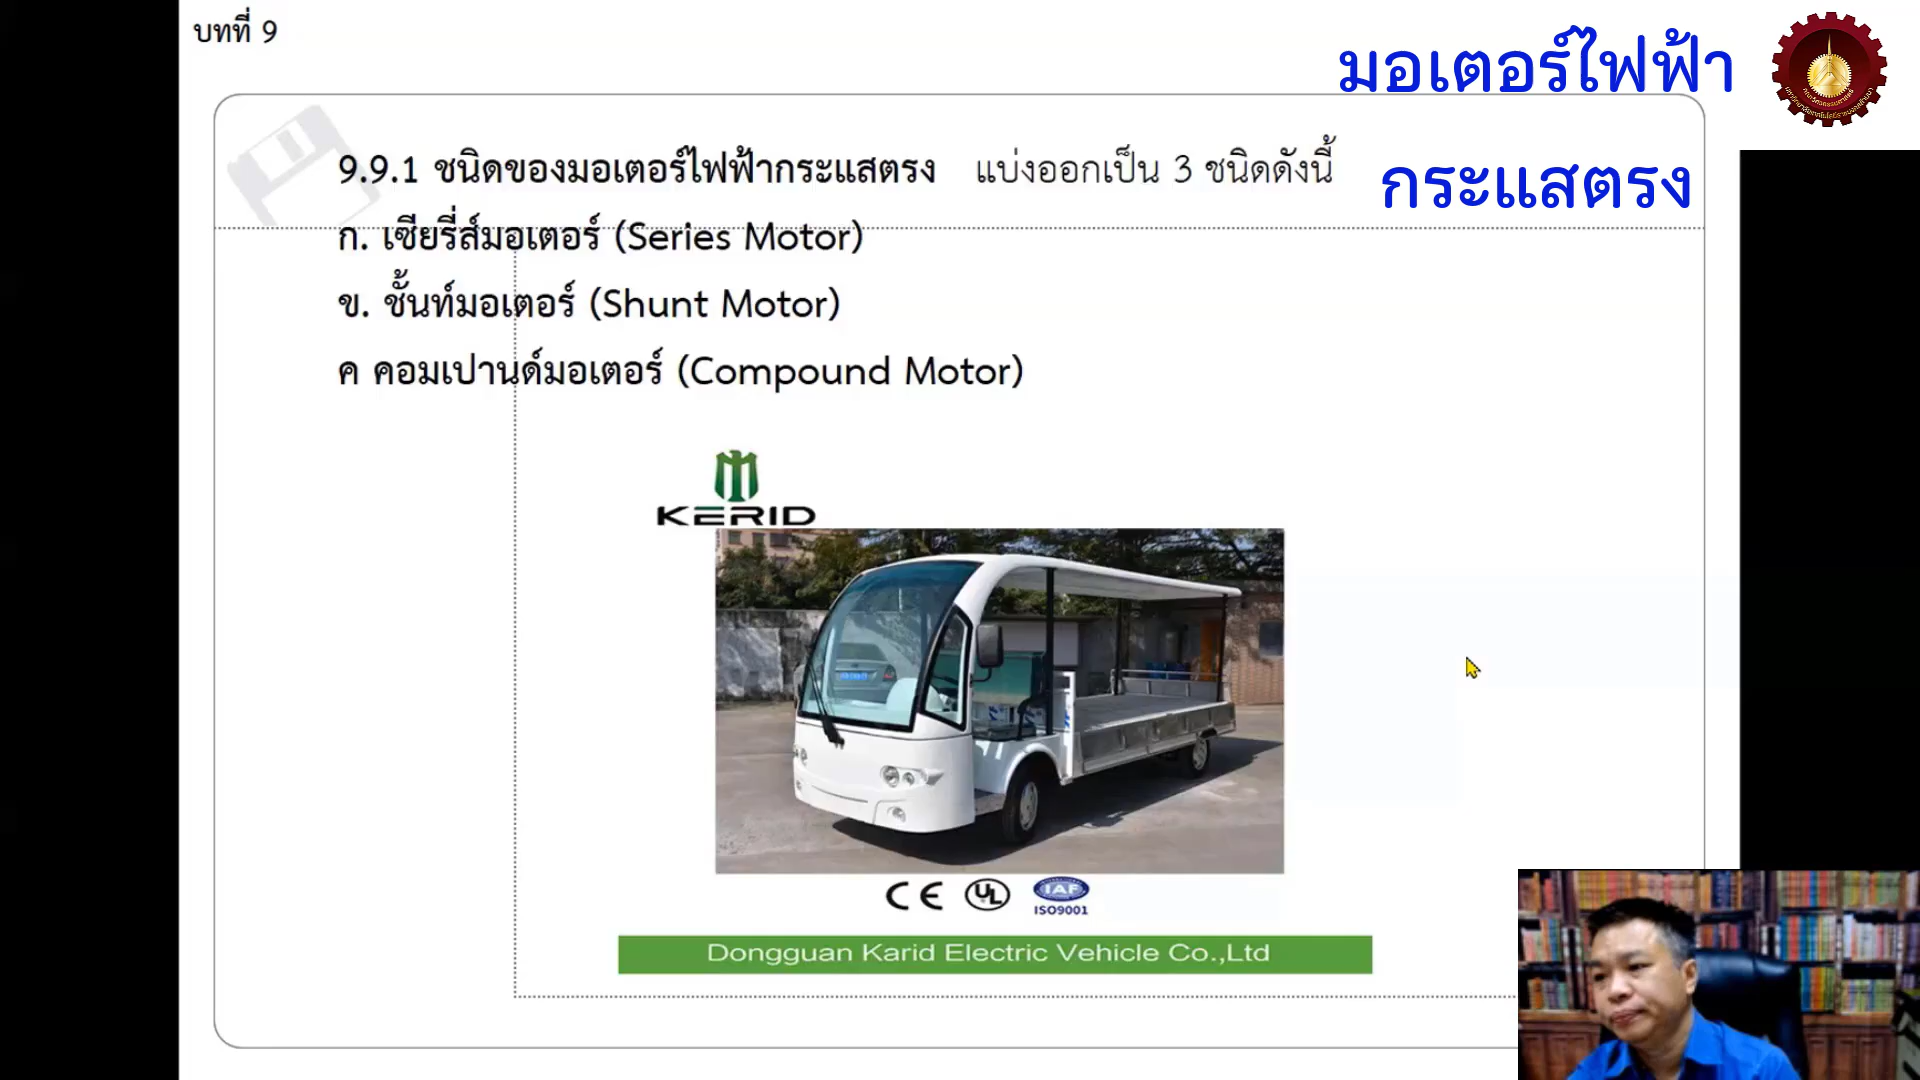 บทที่ 9
มอเตอร์ไฟฟ้า
กระแสตรง
9.9.1 ชนิดของมอเตอร์ไฟฟ้ากระแสตรง แบ่งออกเป็น 3 ชนิดดังนี้
ก. เซียรี่ส์มอเตอร์ (Series Motor)
ข. ชั้นท์มอเตอร์ (Shunt Motor)
ค คอมเปานด์มอเตอร์ (Compound Motor)
KERID
CE UL IAF
ISO9001
Dongguan Karid Electric Vehicle Co.,Ltd